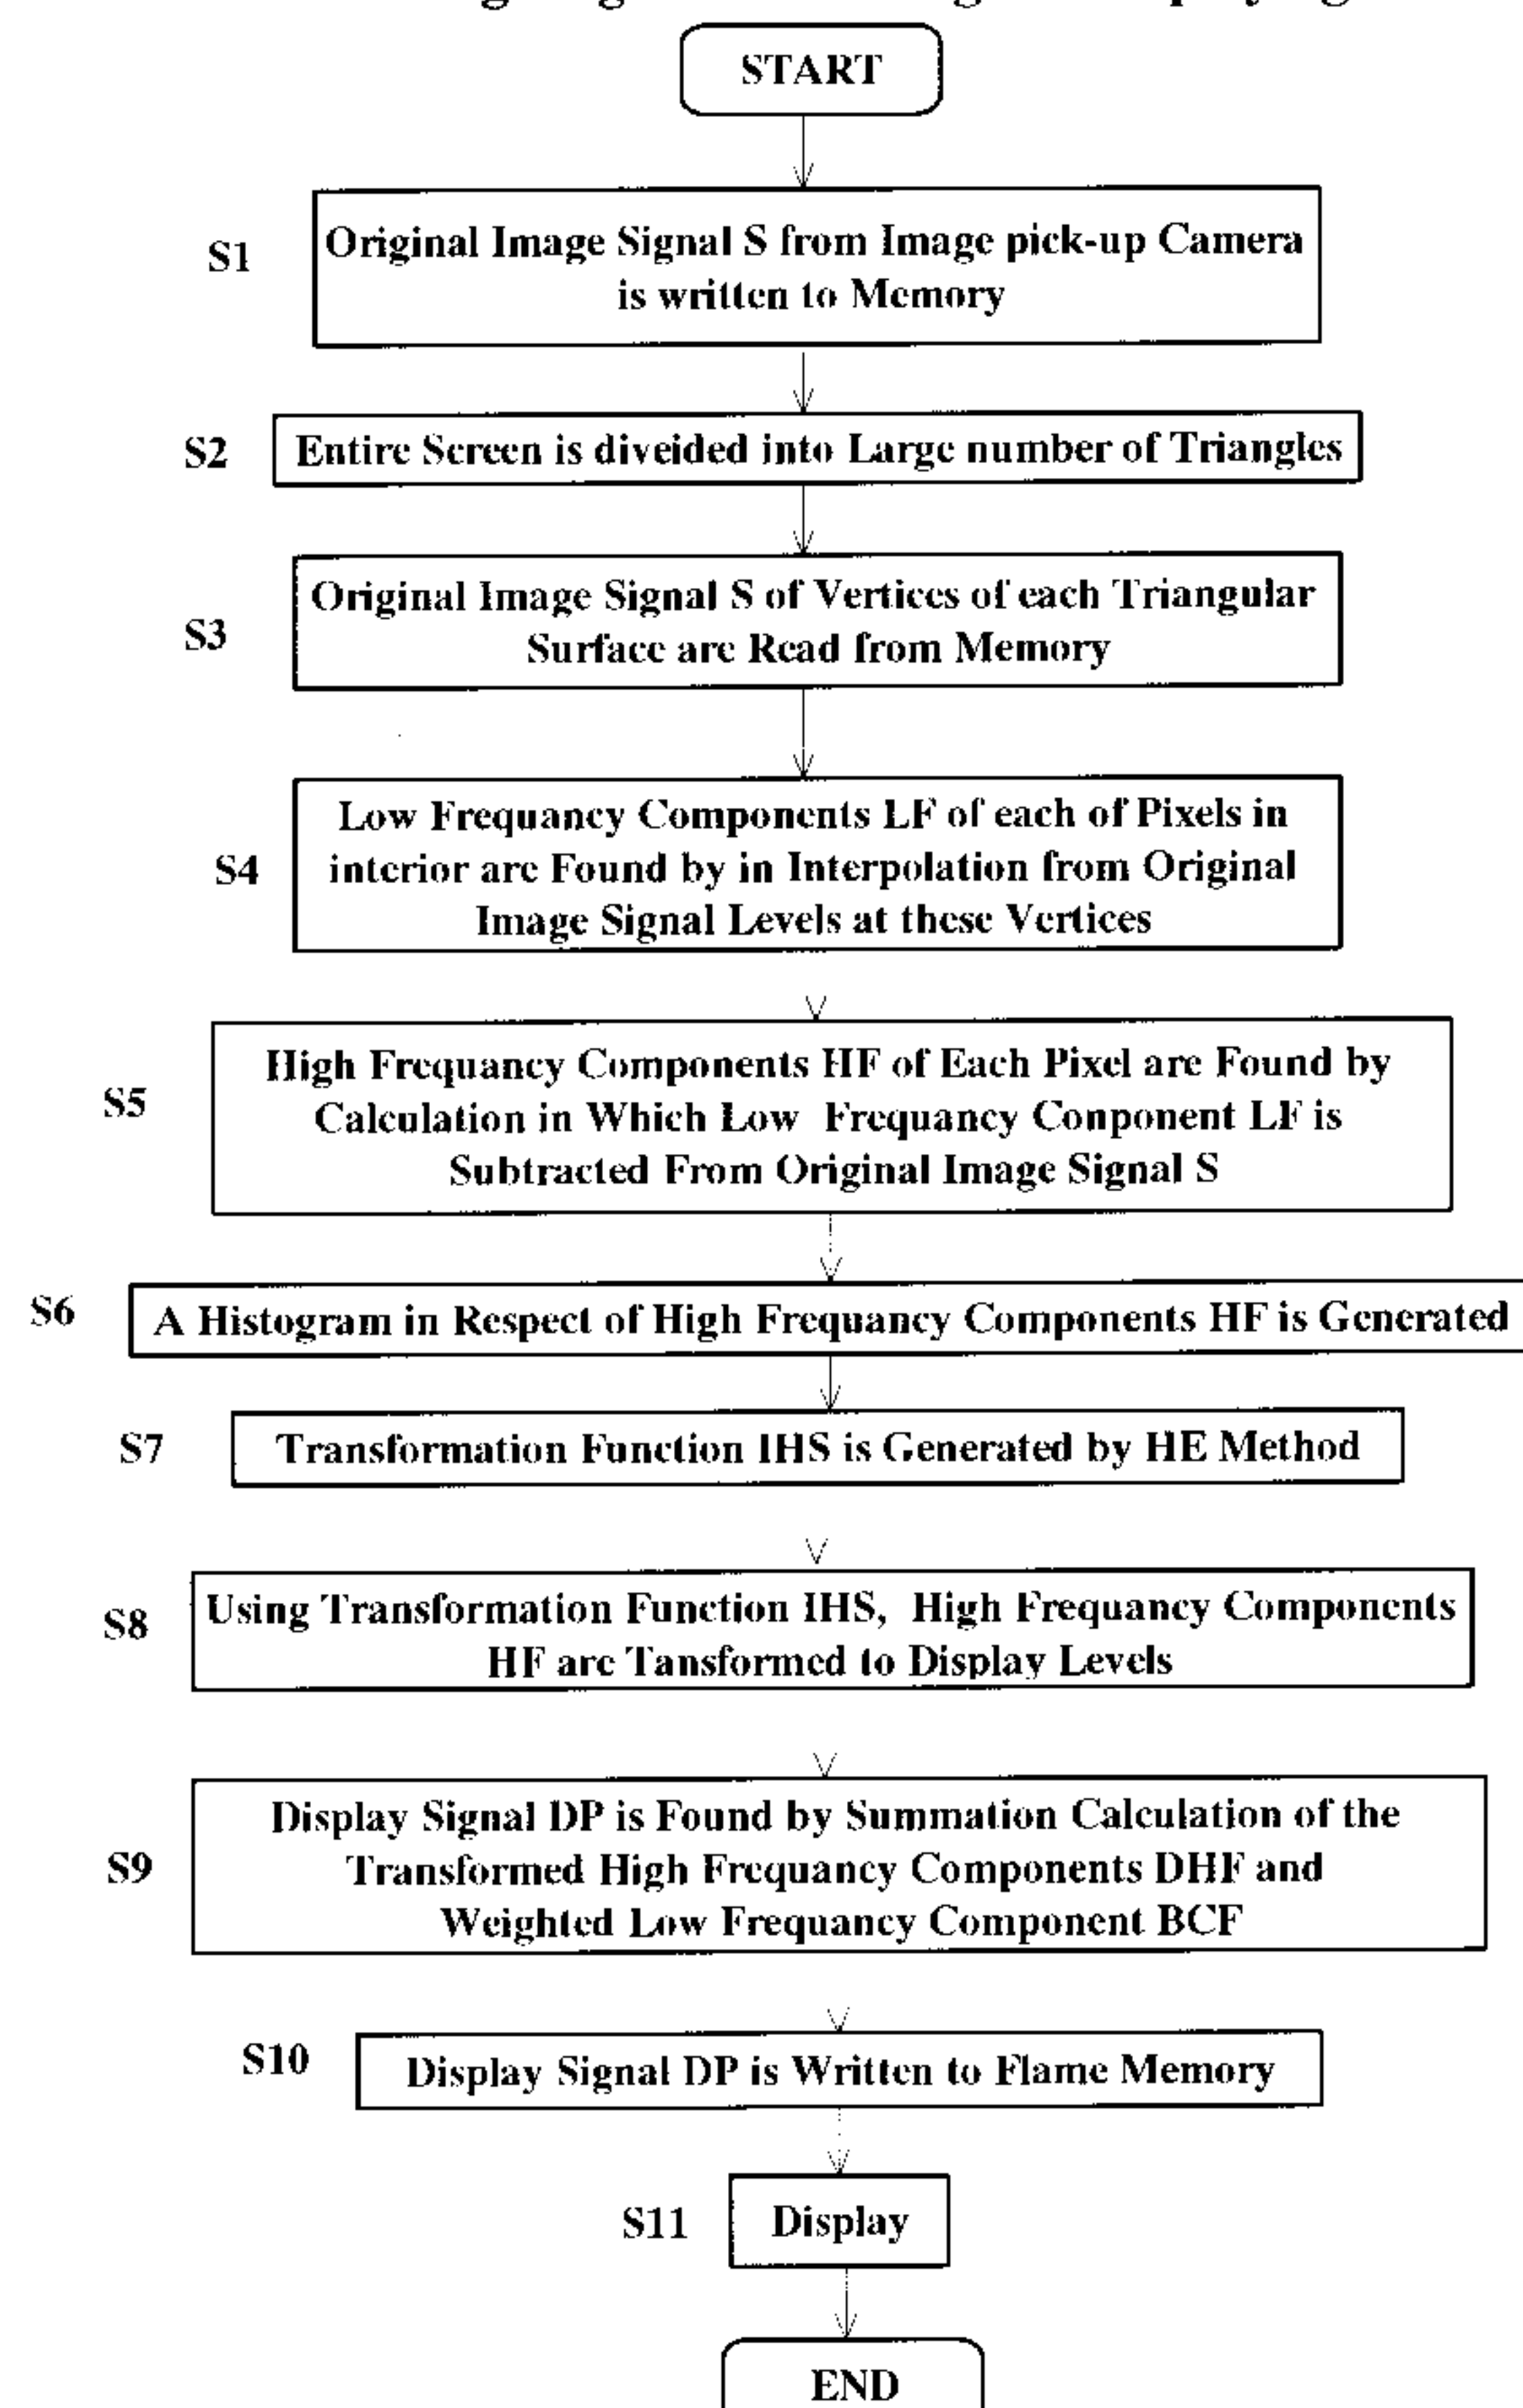 START
S1
Original Image Signal S from Image pick-up Camera
is written to Memory
S2
Entire Screen is diveided into Large number of Triangles
S3
Original Image Signal S of Vertices of each Triangular
Surface are Read from Memory
S4
Low Frequancy Components LF of each of Pixels in
interior are Found by in Interpolation from Original
Image Signal Levels at these Vertices
S5
High Frequancy Components HF of Each Pixel are Found by
Calculation in Which Low Frequancy Conponent LF is
Subtracted From Original Image Signal S
S6
A Histogram in Respect of High Frequancy Components HF is Generated
S7
Transformation Function IHS is Generated by HE Method
S8
Using Transformation Function IHS, High Frequancy Components
HF are Tansformed to Display Levels
S9
Display Signal DP is Found by Summation Calculation of the
Transformed High Frequancy Components DHF and
Weighted Low Frequancy Component BCF
S10
Display Signal DP is Written to Flame Memory
S11
Display
END